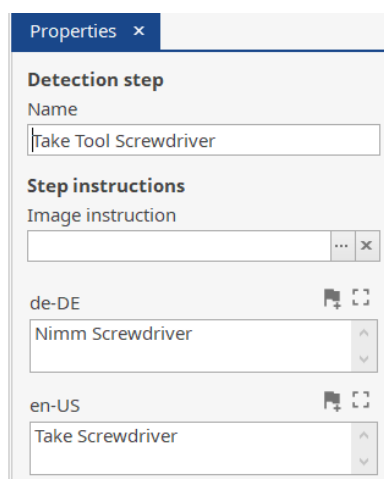 Properties ×
Detection step
Name
Take Tool Screwdriver
Step instructions
Image instruction
... ×
de-DE
Nimm Screwdriver
en-US
Take Screwdriver